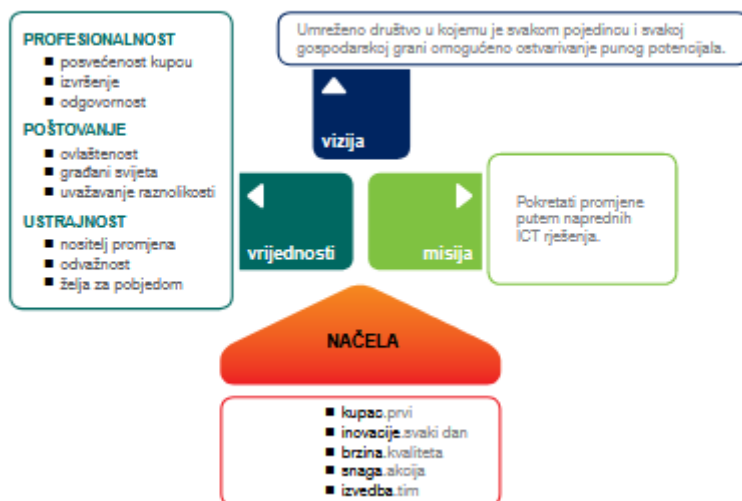 Umreženo društvo u kojemu je svakom pojedincu i svakoj
gospodarskoj grani omogućeno ostvarivanje punog potencijala.
PROFESIONALNOST
■ posvećenost kupcu
■ izvršenje
■ odgovornost
POŠTOVANJE
■ ovlaštenost
■ građani svijeta
■ uvažavanje raznolikosti
USTRAJNOST
■ nositelj promjena
■ odvažnost
■ želja za pobjedom
vizija
vrijednosti
misija
Pokretati promjene
putem naprednih
ICT rješenja.
NAČELA
■ kupac.prvi
■ inovacije.svaki dan
■ brzina.kvaliteta
■ snaga.akcija
■ izvedba.tim